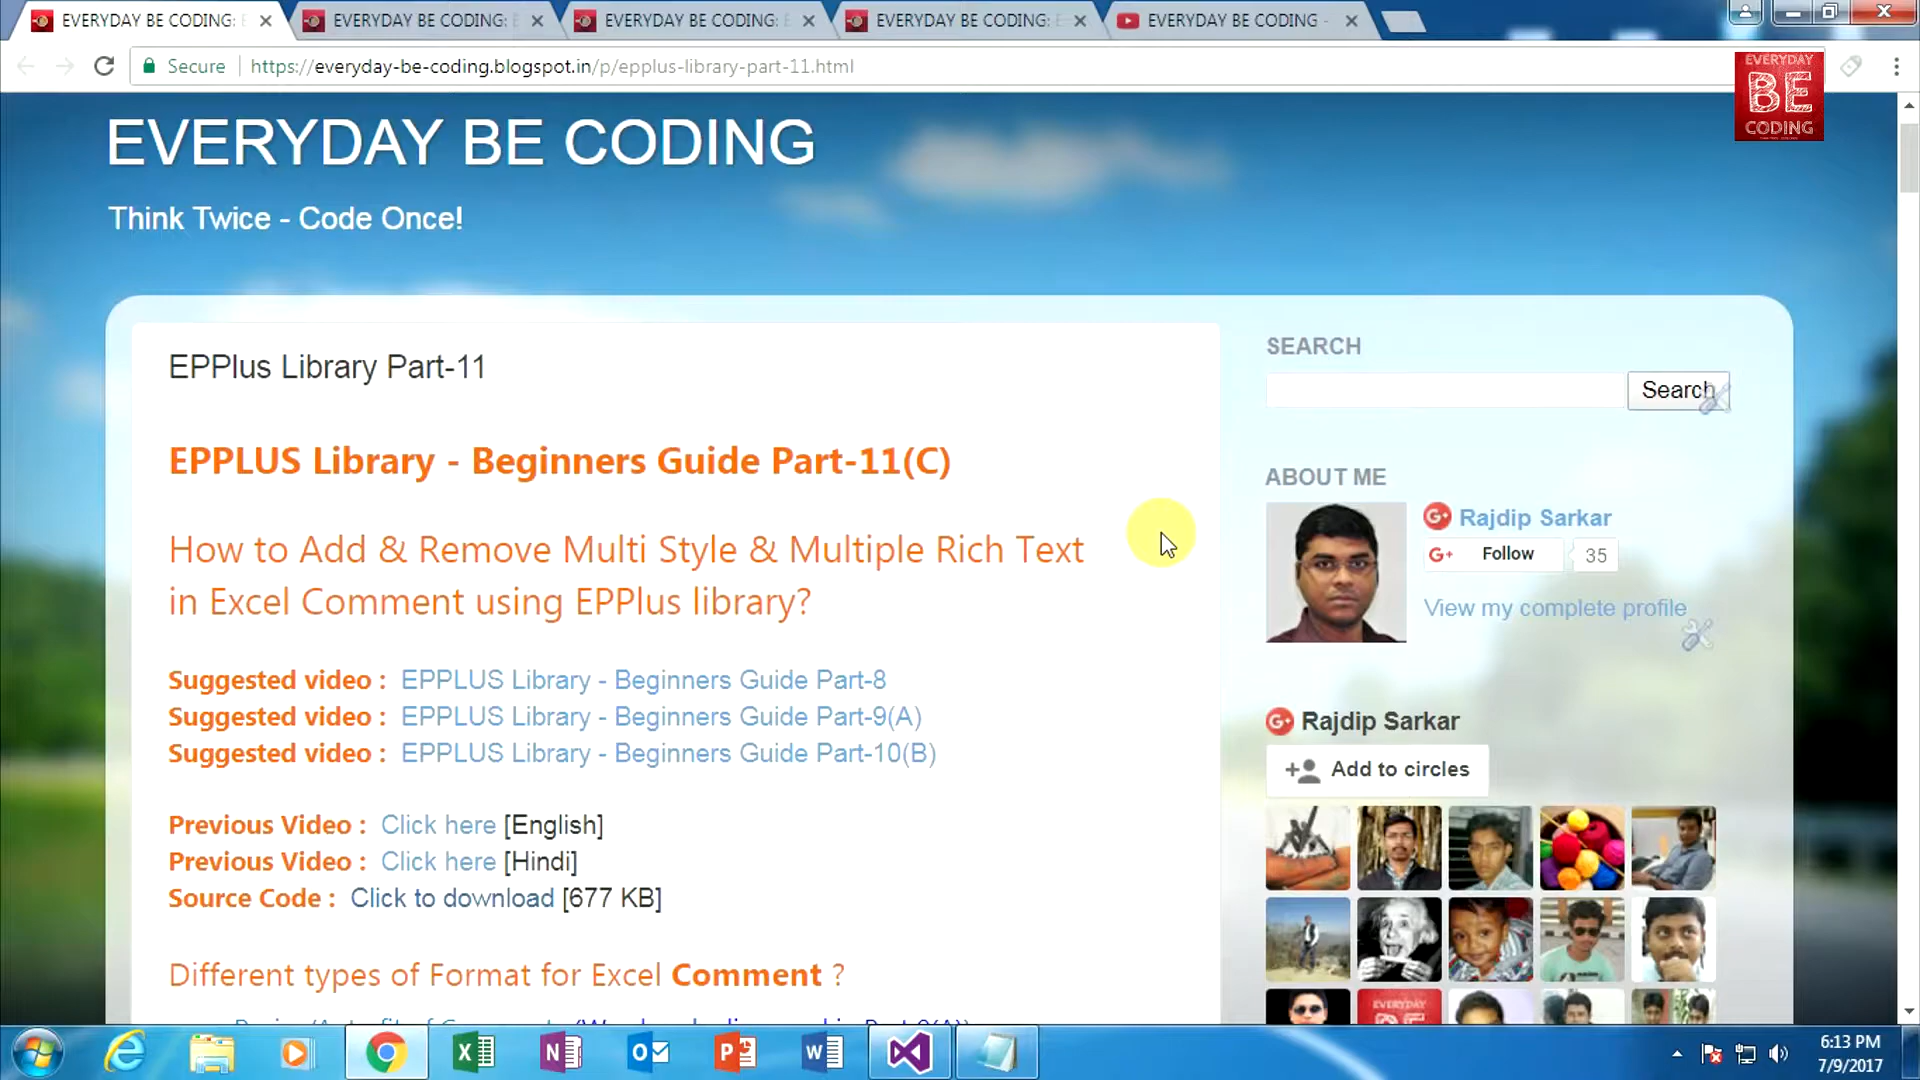 EVERYDAY BE CODING:
EVERYDAY BE CODING:
EVERYDAY BE CODING:
EVERYDAY BE CODING:
EVERYDAY BE CODING -
Secure
https://everyday-be-coding.blogspot.in/p/epplus-library-part-11.html
EVERYDAY
BE
CODING
EVERYDAY BE CODING
Think Twice - Code Once!
EPPlus Library Part-11
EPPLUS Library - Beginners Guide Part-11(C)
How to Add & Remove Multi Style & Multiple Rich Text
in Excel Comment using EPPlus library?
Suggested video : EPPLUS Library - Beginners Guide Part-8
Suggested video : EPPLUS Library - Beginners Guide Part-9(A)
Suggested video : EPPLUS Library - Beginners Guide Part-10(B)
Previous Video : Click here [English]
Previous Video : Click here [Hindi]
Source Code : Click to download [677 KB]
Different types of Format for Excel Comment ?
SEARCH
Search
ABOUT ME
G+ Rajdip Sarkar
G+ Follow 35
View my complete profile
G+ Rajdip Sarkar
Add to circles
EVERYDAY
6:13 PM
7/9/2017